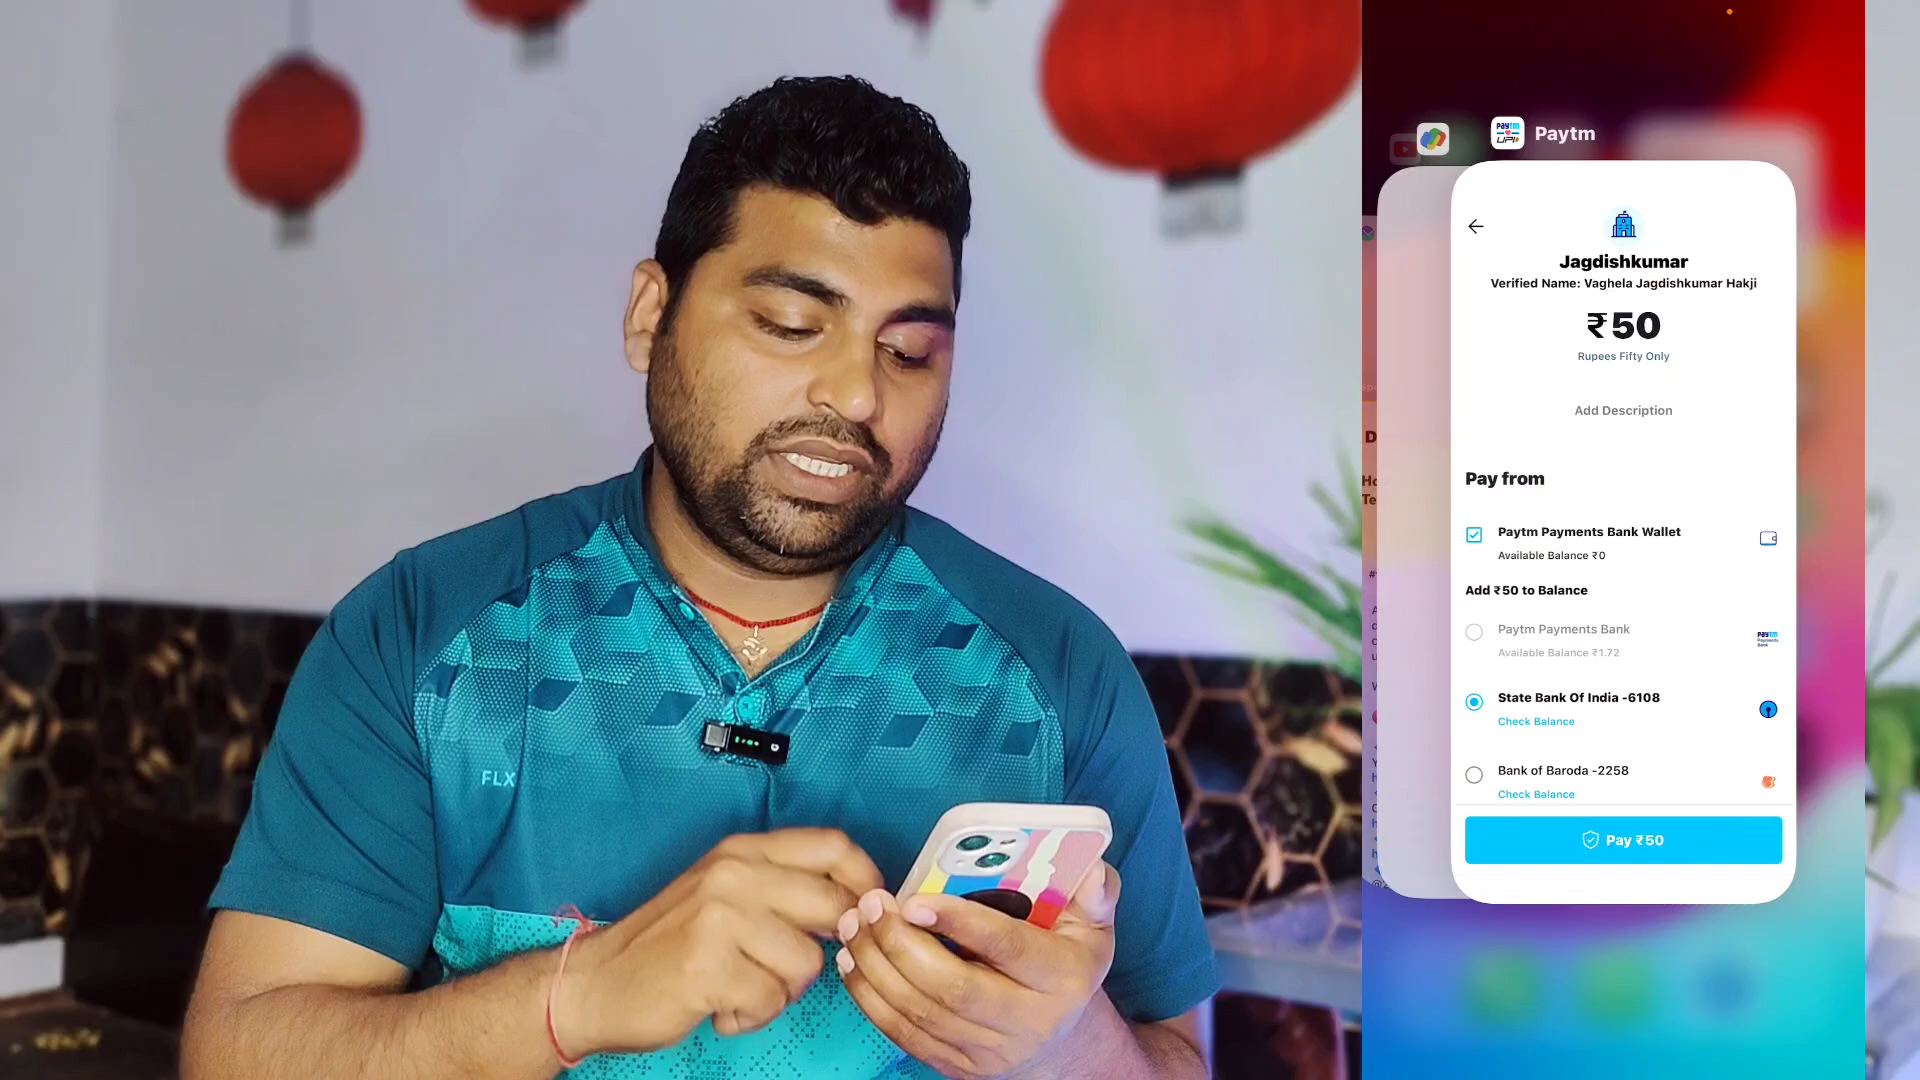 FLX
Paytm
Jagdishkumar
Verified Name: Vaghela Jagdishkumar Hakji
₹50
Rupees Fifty Only
Add Description
Pay from
Paytm Payments Bank Wallet
Available Balance ₹0
Add ₹50 to Balance
Paytm Payments Bank
Available Balance ₹1.72
State Bank Of India -6108
Check Balance
Bank of Baroda -2258
Check Balance
Pay ₹50